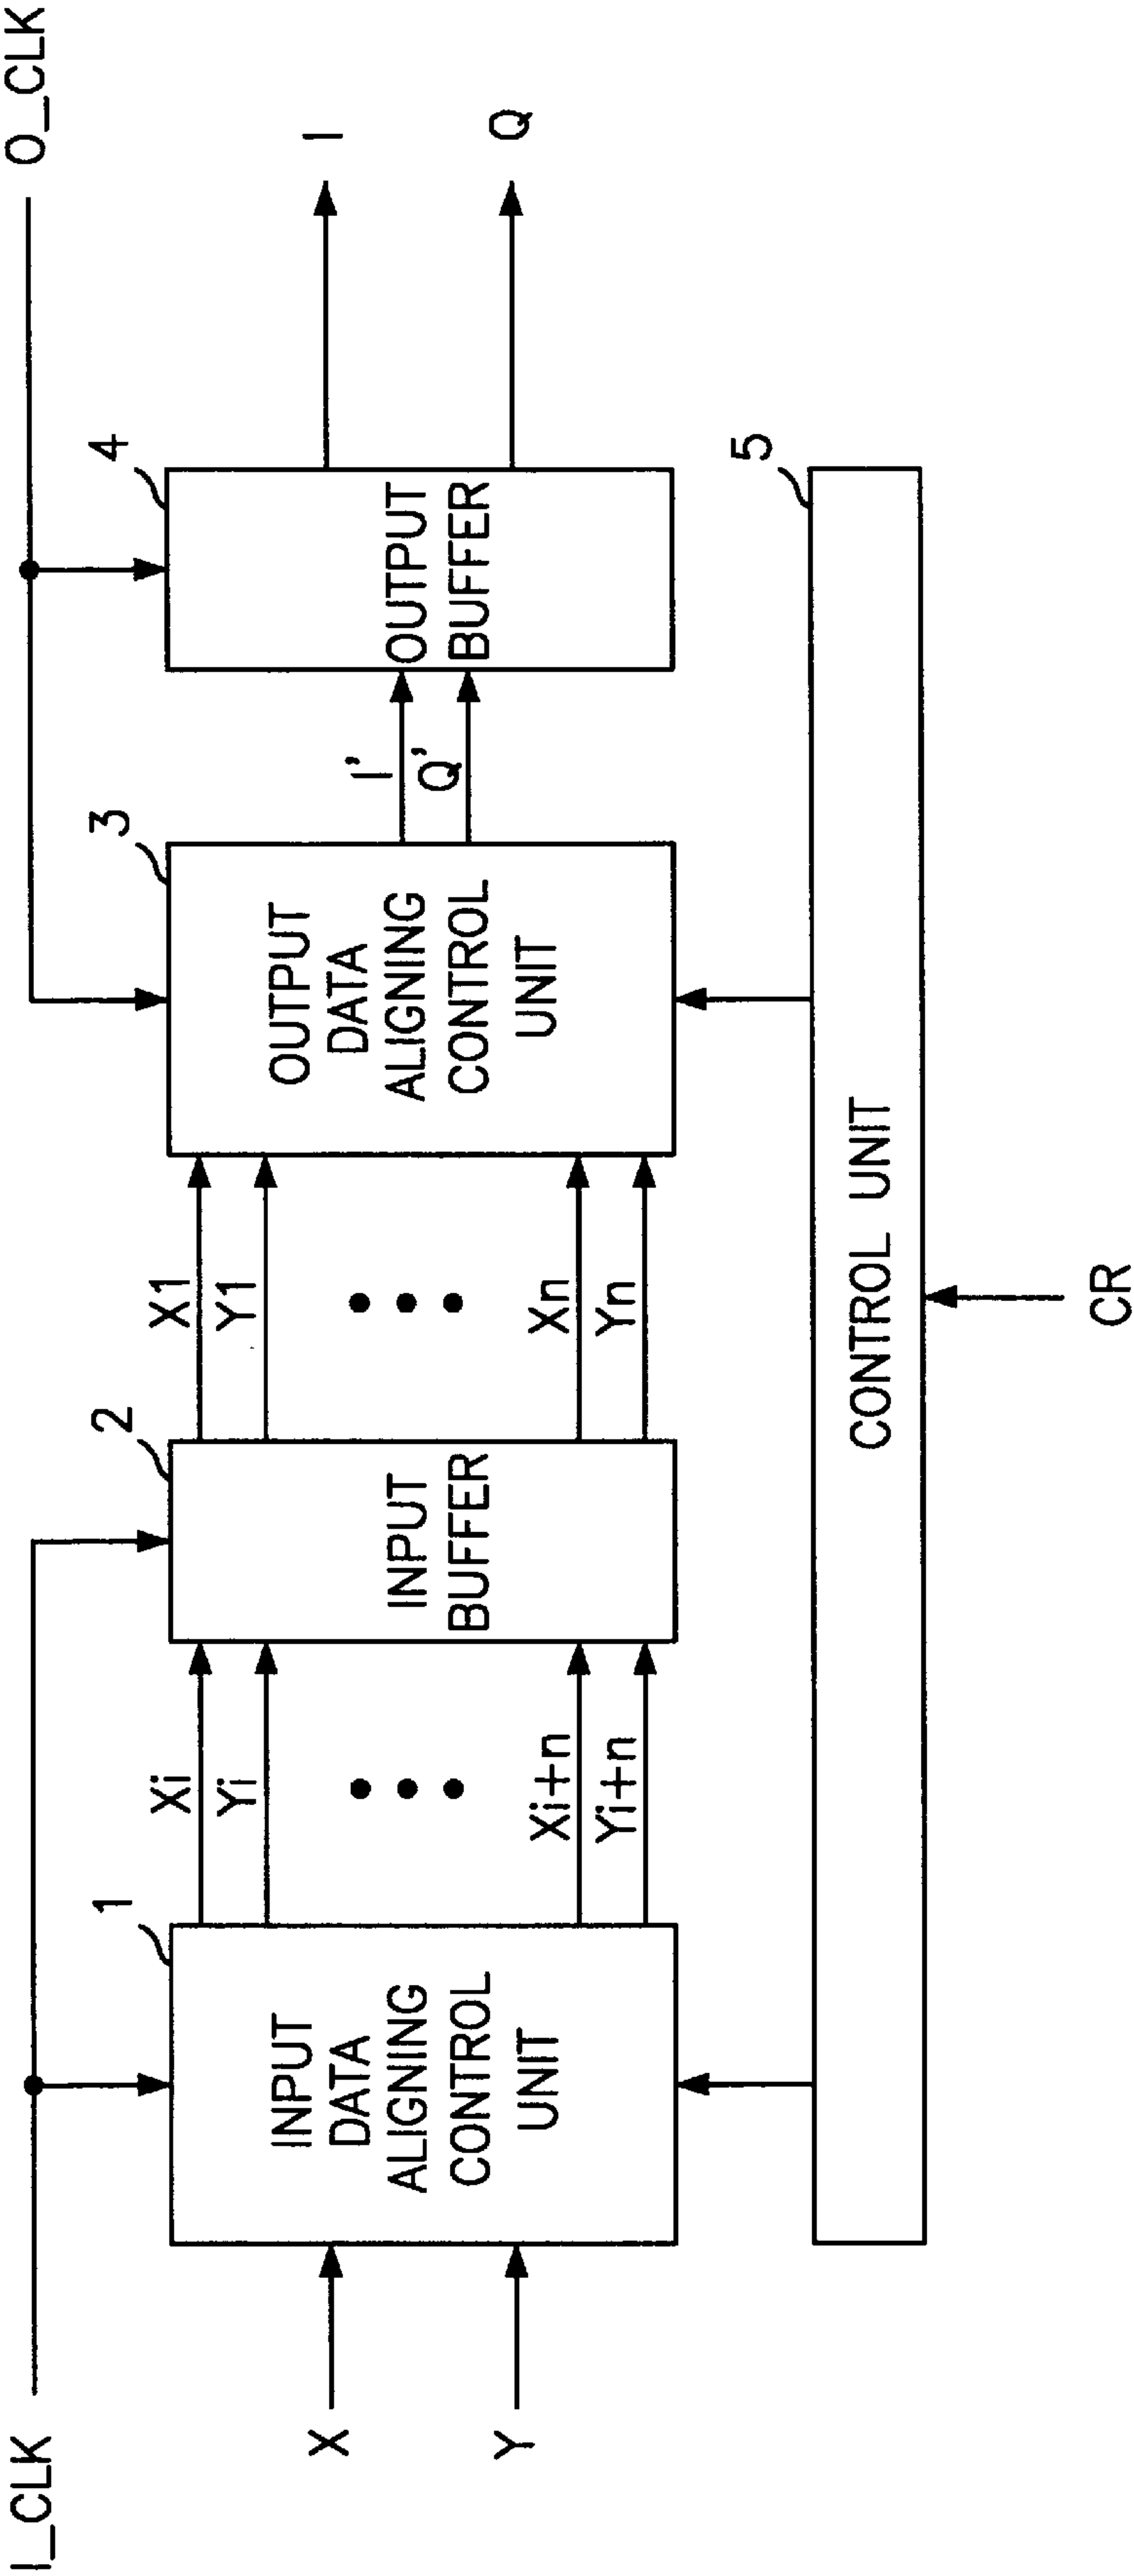 I_CLK
O_CLK
1
2
3
4
X
Y
INPUT
DATA
ALIGNING
CONTROL
UNIT
Xi
Yi
Xi+n
Yi+n
INPUT
BUFFER
X1
Y1
Xn
Yn
OUTPUT
DATA
ALIGNING
CONTROL
UNIT
I'
Q'
OUTPUT
BUFFER
I
Q
5
CONTROL UNIT
CR